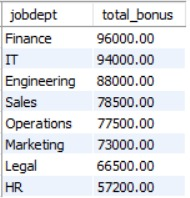 jobdept total_bonus
Finance 96000.00
IT 94000.00
Engineering 88000.00
Sales 78500.00
Operations 77500.00
Marketing 73000.00
Legal 66500.00
HR 57200.00